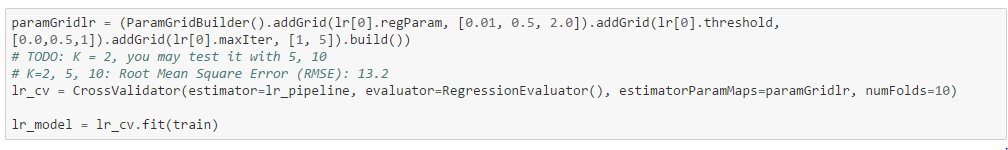 paramGridlr = (ParamGridBuilder().addGrid(lr[0].regParam, [0.01, 0.5, 2.0]).addGrid(lr[0].threshold,
[0.0,0.5,1]).addGrid(lr[0].maxIter, [1, 5]).build())
# TODO: K = 2, you may test it with 5, 10
# K=2, 5, 10: Root Mean Square Error (RMSE): 13.2
lr_cv = CrossValidator(estimator=lr_pipeline, evaluator=RegressionEvaluator(), estimatorParamMaps=paramGridlr, numFolds=10)
lr_model = lr_cv.fit(train)